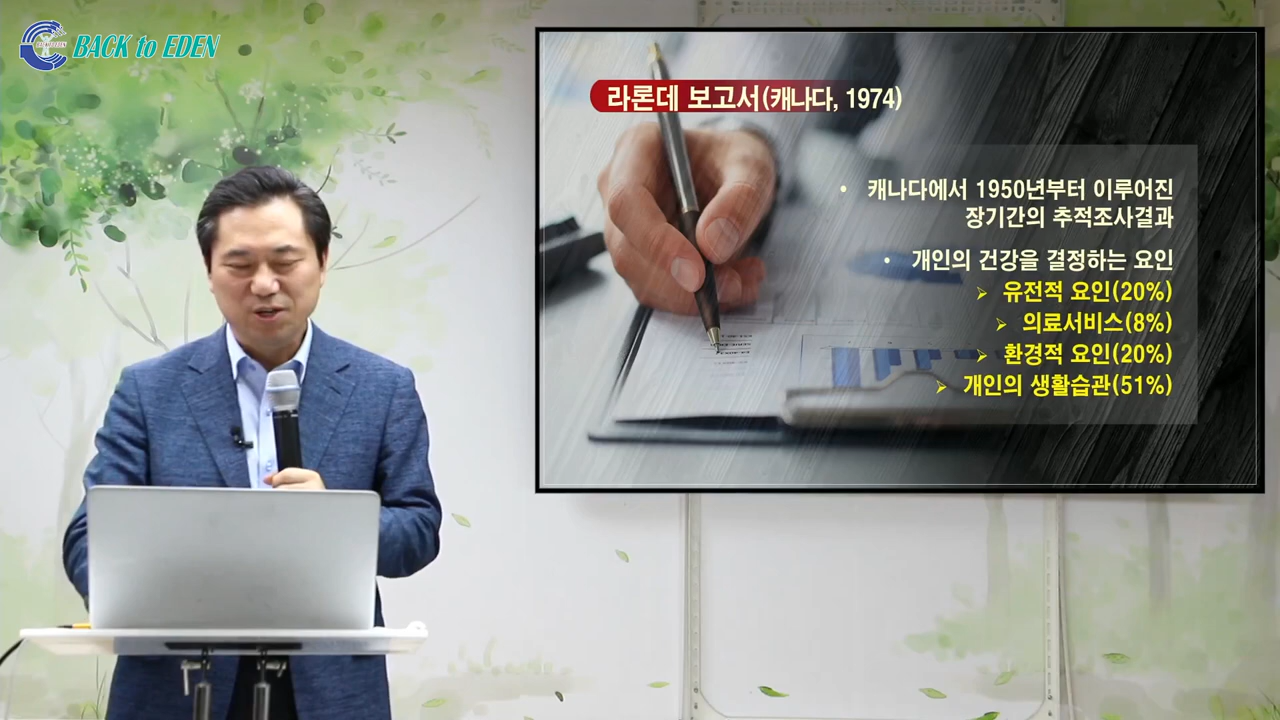 BACK to EDEN
라론데 보고서(캐나다, 1974)
• 캐나다에서 1950년부터 이루어진
장기간의 추적조사결과
• 개인의 건강을 결정하는 요인
➢ 유전적 요인(20%)
➢ 의료서비스(8%)
➢ 환경적 요인(20%)
➢ 개인의 생활습관(51%)